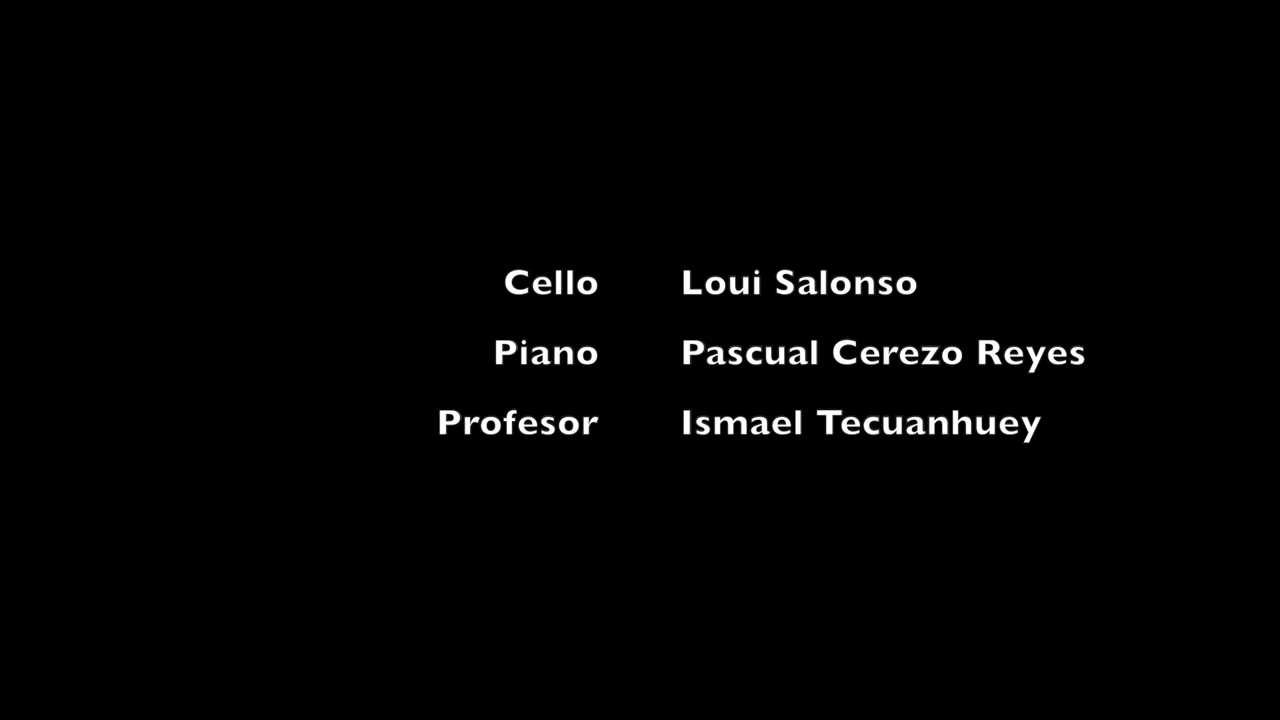 Cello Loui Salonso
Piano Pascual Cerezo Reyes
Profesor Ismael Tecuanhuey